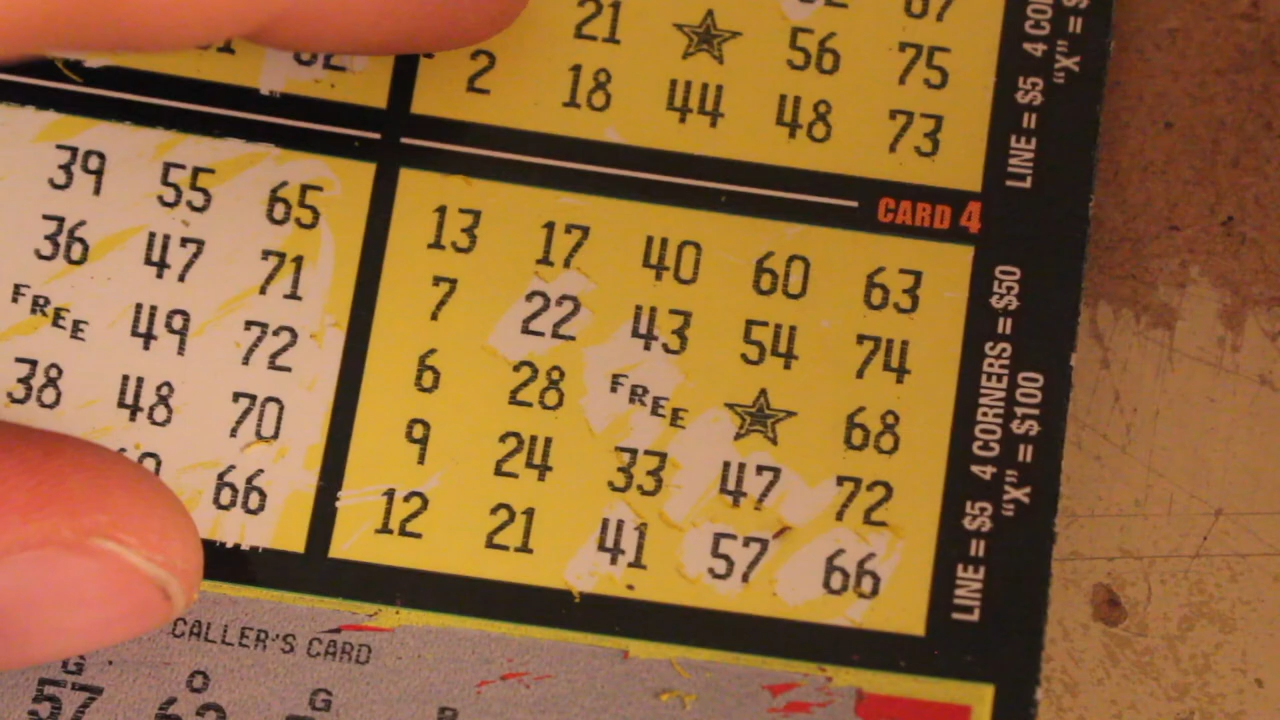 21 56 75
2 18 44 48 73
CARD 4
13 17 40 60 63
7 22 43 54 74
6 28 FREE 68
9 24 33 47 72
12 21 41 57 66
39 55 65
36 47 71
FREE 49 72
38 48 70
66
LINE = $5 4 CORNERS = $50
"X" = $100
LINE = $5 4
"X" = $
CALLER'S CARD
G O G
57